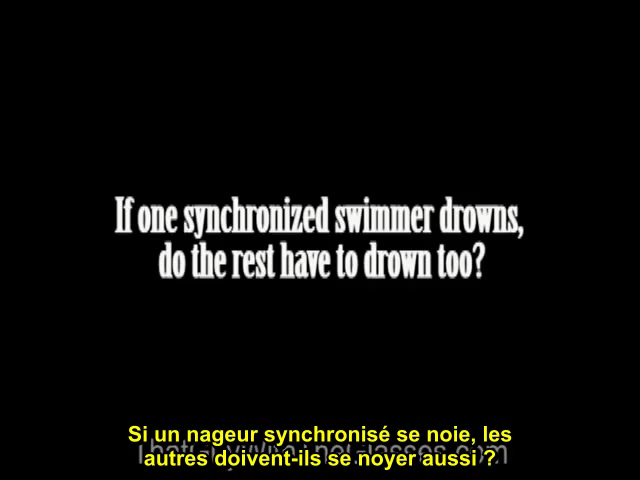 If one synchronized swimmer drowns,
do the rest have to drown too?
Si un nageur synchronisé se noie, les
autres doivent-ils se noyer aussi ?